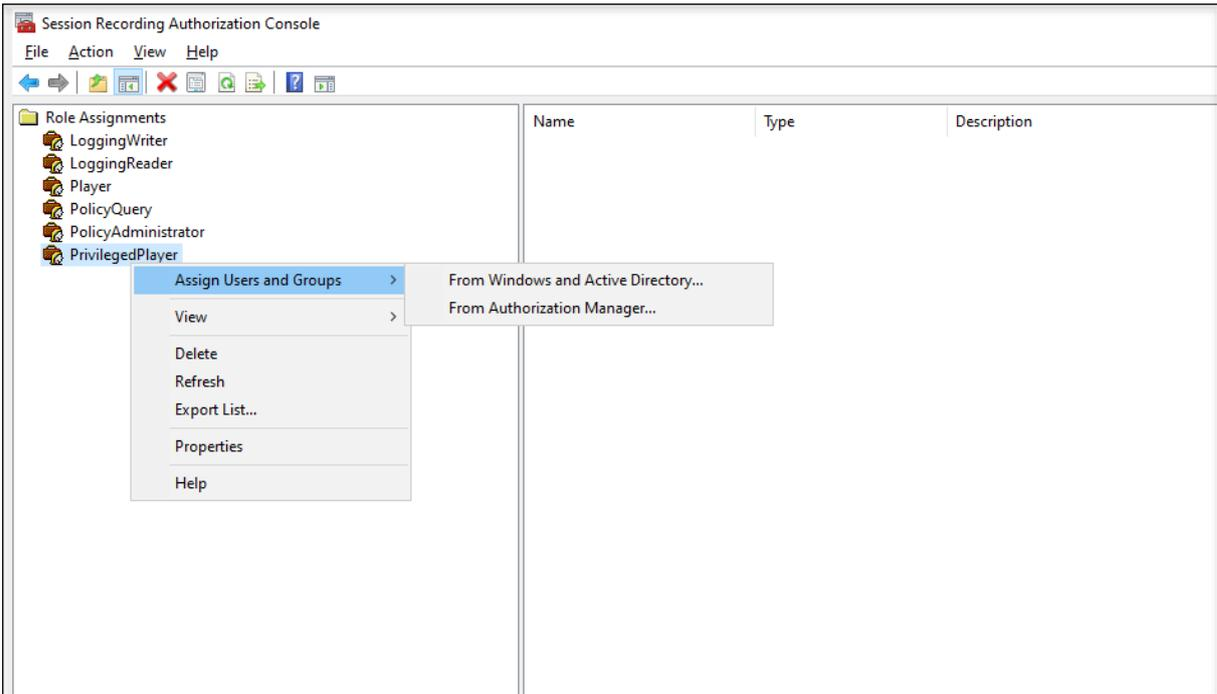 Session Recording Authorization Console
File Action View Help
Role Assignments
LoggingWriter
LoggingReader
Player
PolicyQuery
PolicyAdministrator
PrivilegedPlayer
Name Type Description
Assign Users and Groups
View
Delete
Refresh
Export List...
Properties
Help
From Windows and Active Directory...
From Authorization Manager...